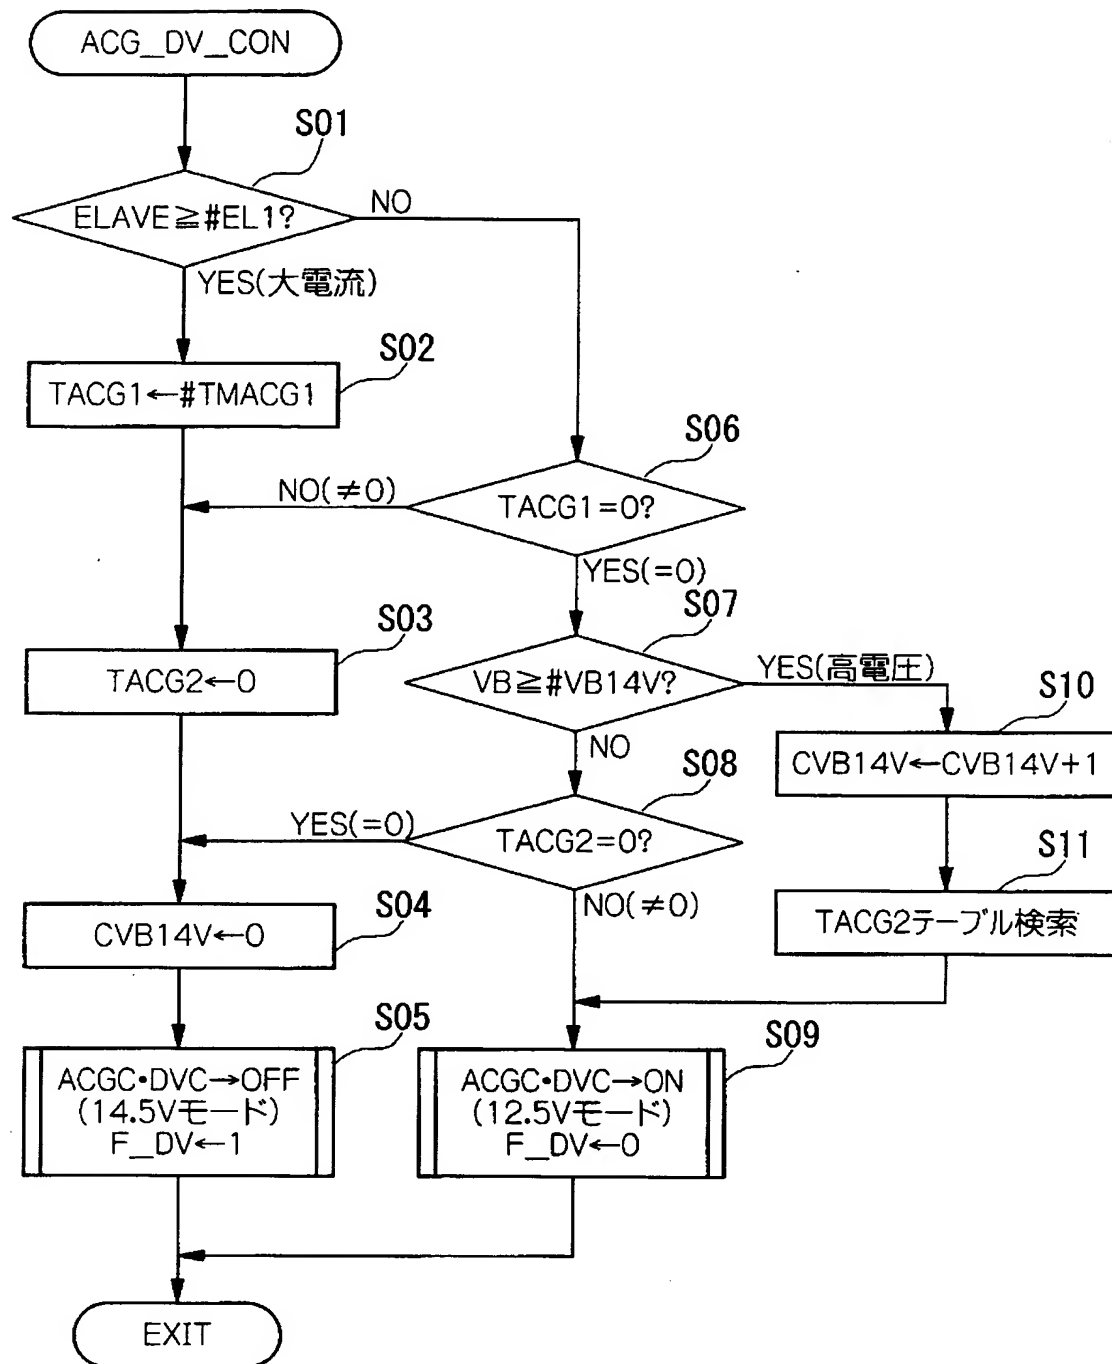 ACG_DV_CON
S01
ELAVE≧#EL1?
NO
YES(大電流)
S02
TACG1←#TMACG1
S06
NO(≠0)
TACG1=0?
YES(=0)
S03
TACG2←0
S07
VB≧#VB14V?
YES(高電圧)
NO
S10
CVB14V←CVB14V+1
S08
YES(=0)
TACG2=0?
NO(≠0)
S11
TACG2テーブル検索
S04
CVB14V←0
S05
ACGC・DVC→OFF
(14.5Vモード)
F_DV←1
S09
ACGC・DVC→ON
(12.5Vモード)
F_DV←0
EXIT